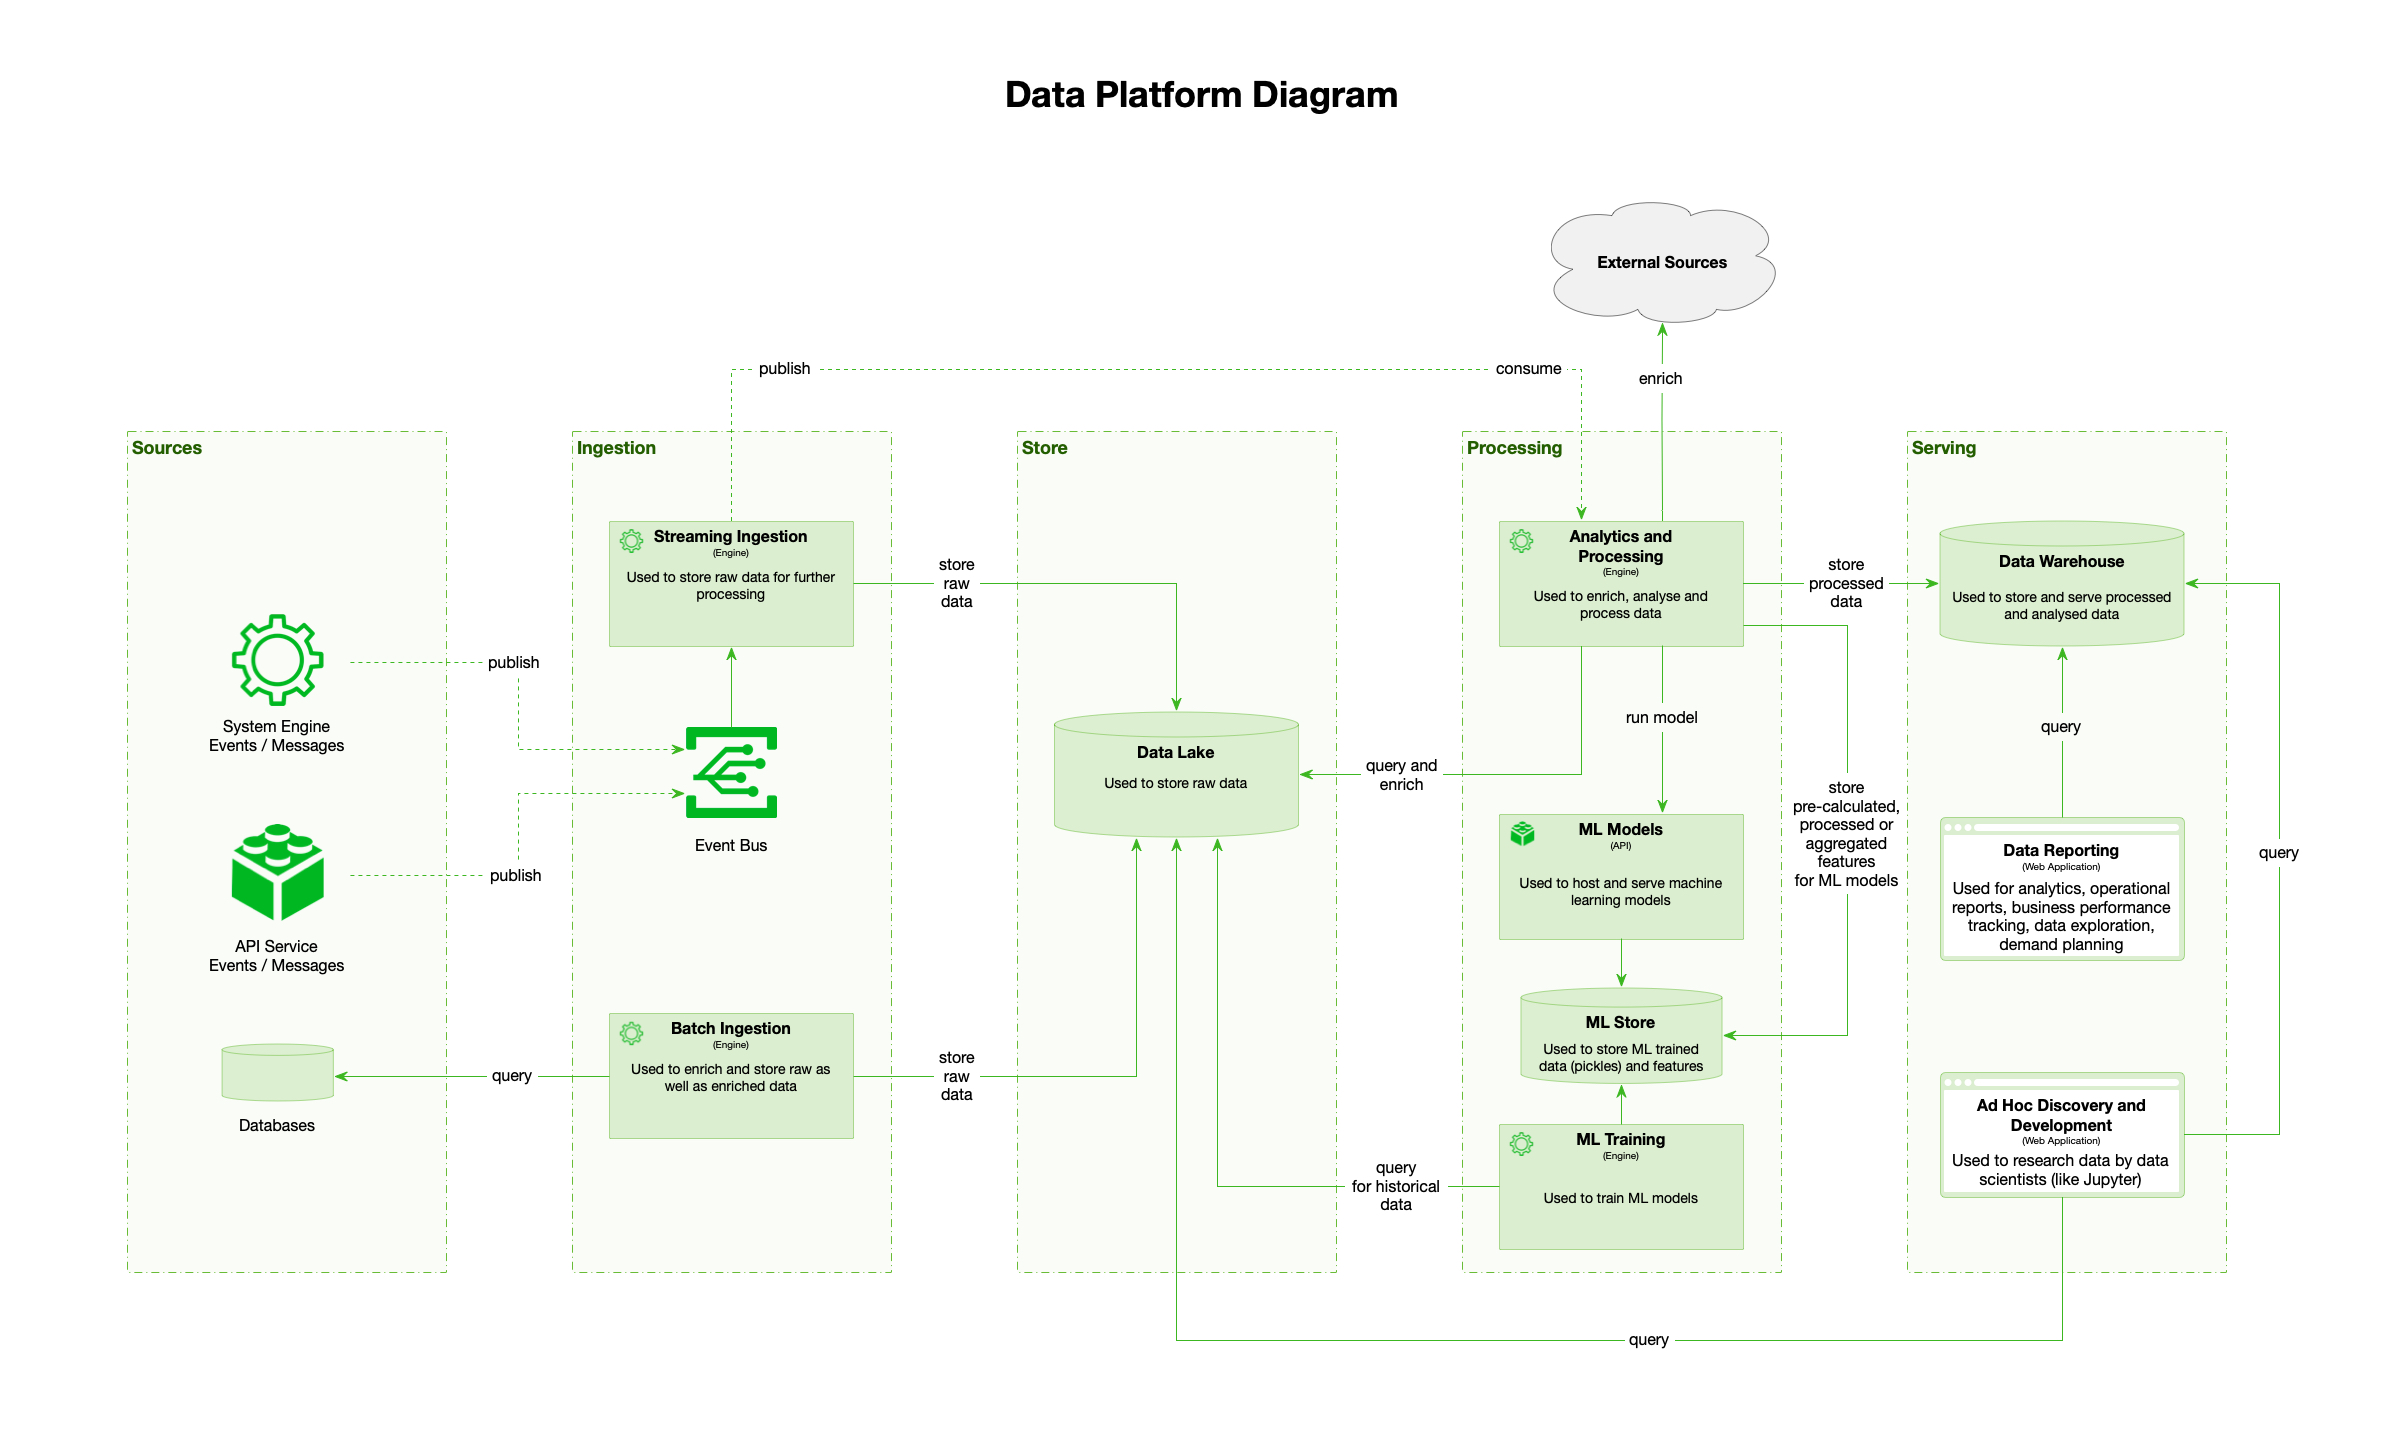 Data Platform Diagram
External Sources
publish
consume
enrich
Sources
Ingestion
Store
Processing
Serving
System Engine
Events / Messages
API Service
Events / Messages
Databases
publish
publish
query
Streaming Ingestion
(Engine)
Used to store raw data for further
processing
Event Bus
Batch Ingestion
(Engine)
Used to enrich and store raw as
well as enriched data
store
raw
data
store
raw
data
Data Lake
Used to store raw data
query and
enrich
query
for historical
data
Analytics and
Processing
(Engine)
Used to enrich, analyse and
process data
run model
ML Models
(API)
Used to host and serve machine
learning models
ML Store
Used to store ML trained
data (pickles) and features
ML Training
(Engine)
Used to train ML models
store
processed
data
store
pre-calculated,
processed or
aggregated
features
for ML models
Data Warehouse
Used to store and serve processed
and analysed data
query
Data Reporting
(Web Application)
Used for analytics, operational
reports, business performance
tracking, data exploration,
demand planning
Ad Hoc Discovery and
Development
(Web Application)
Used to research data by data
scientists (like Jupyter)
query
query